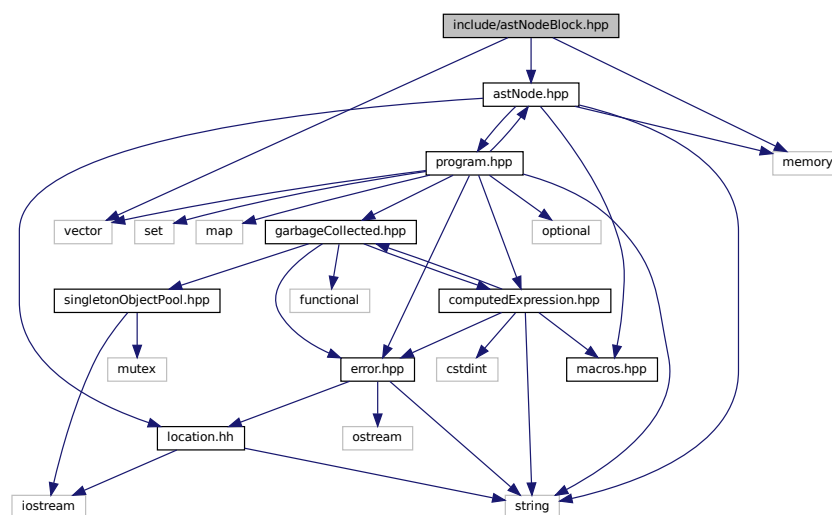 include/astNodeBlock.hpp
astNode.hpp
program.hpp
memory
vector
set
map
garbageCollected.hpp
optional
singletonObjectPool.hpp
functional
computedExpression.hpp
mutex
error.hpp
cstdint
macros.hpp
location.hh
ostream
iostream
string